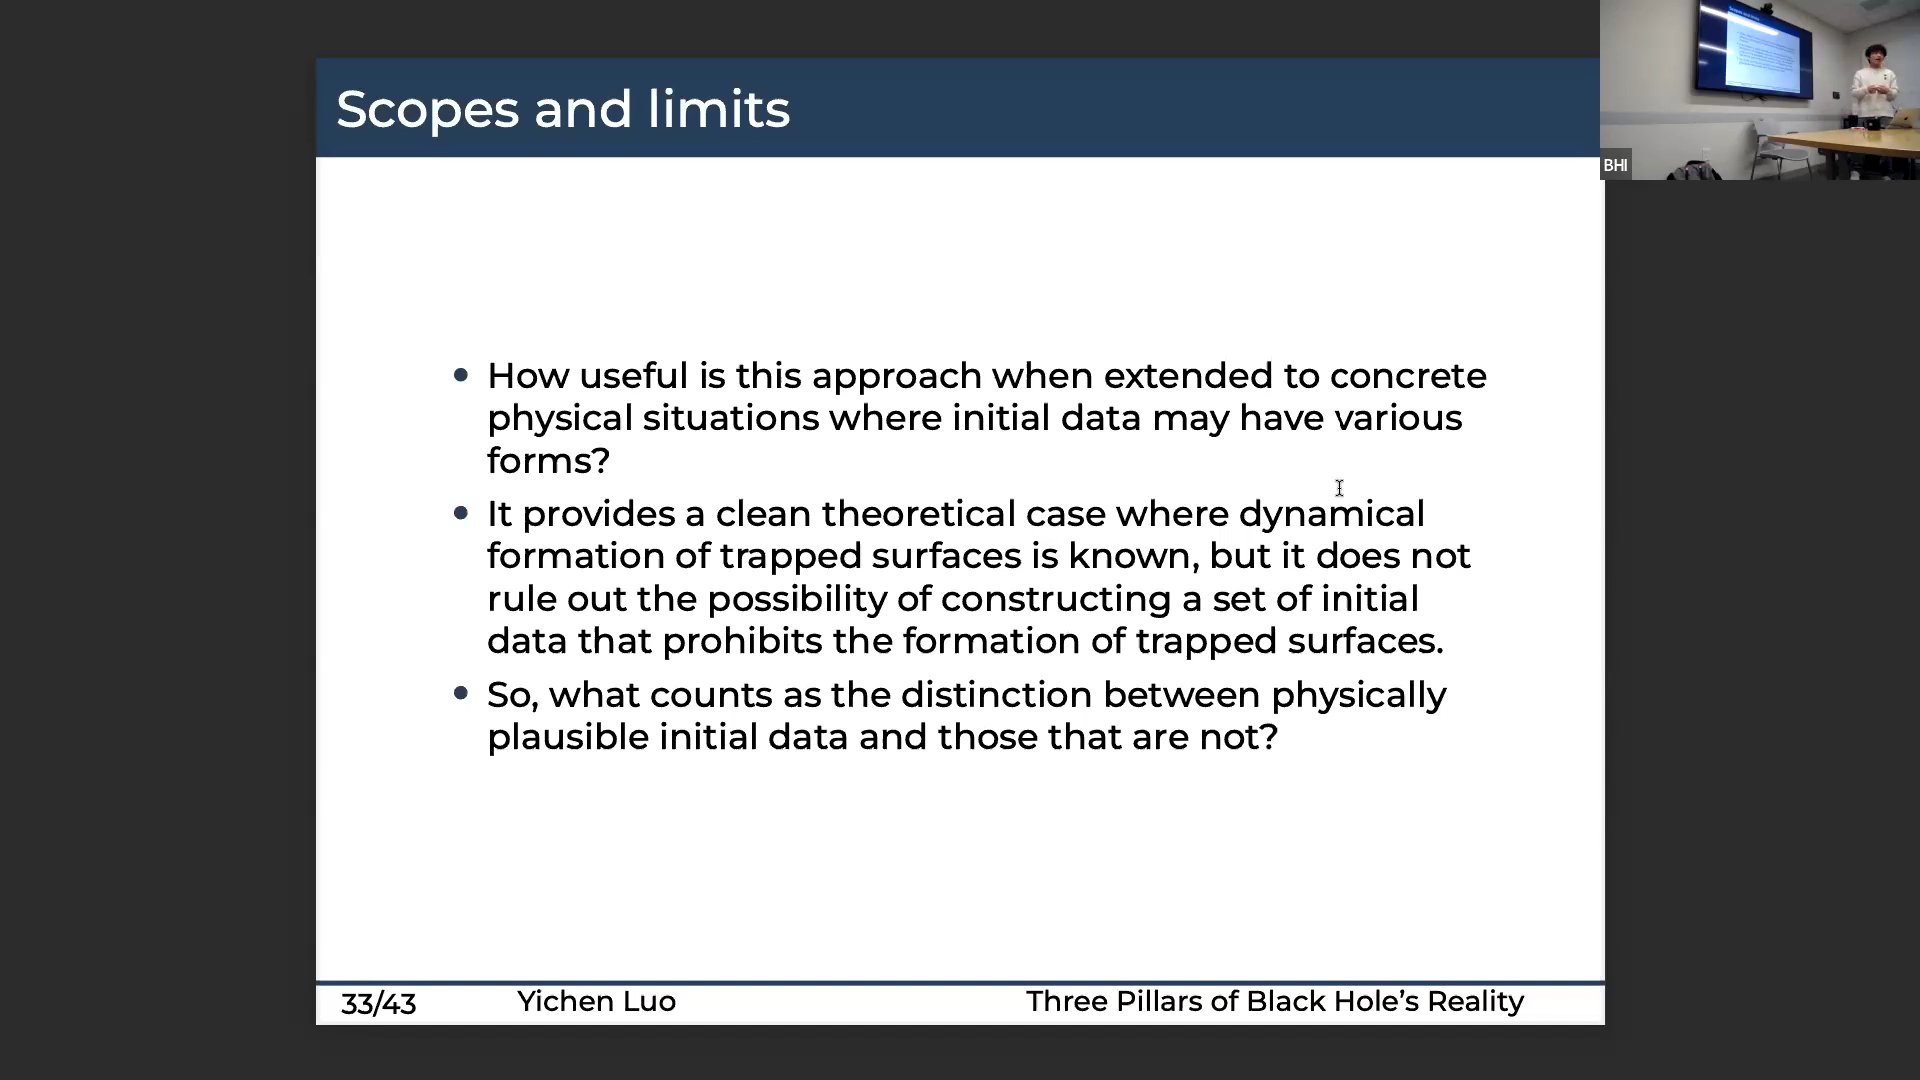 Scopes and limits
BHI
• How useful is this approach when extended to concrete
physical situations where initial data may have various
forms?
• It provides a clean theoretical case where dynamical
formation of trapped surfaces is known, but it does not
rule out the possibility of constructing a set of initial
data that prohibits the formation of trapped surfaces.
• So, what counts as the distinction between physically
plausible initial data and those that are not?
33/43 Yichen Luo Three Pillars of Black Hole’s Reality